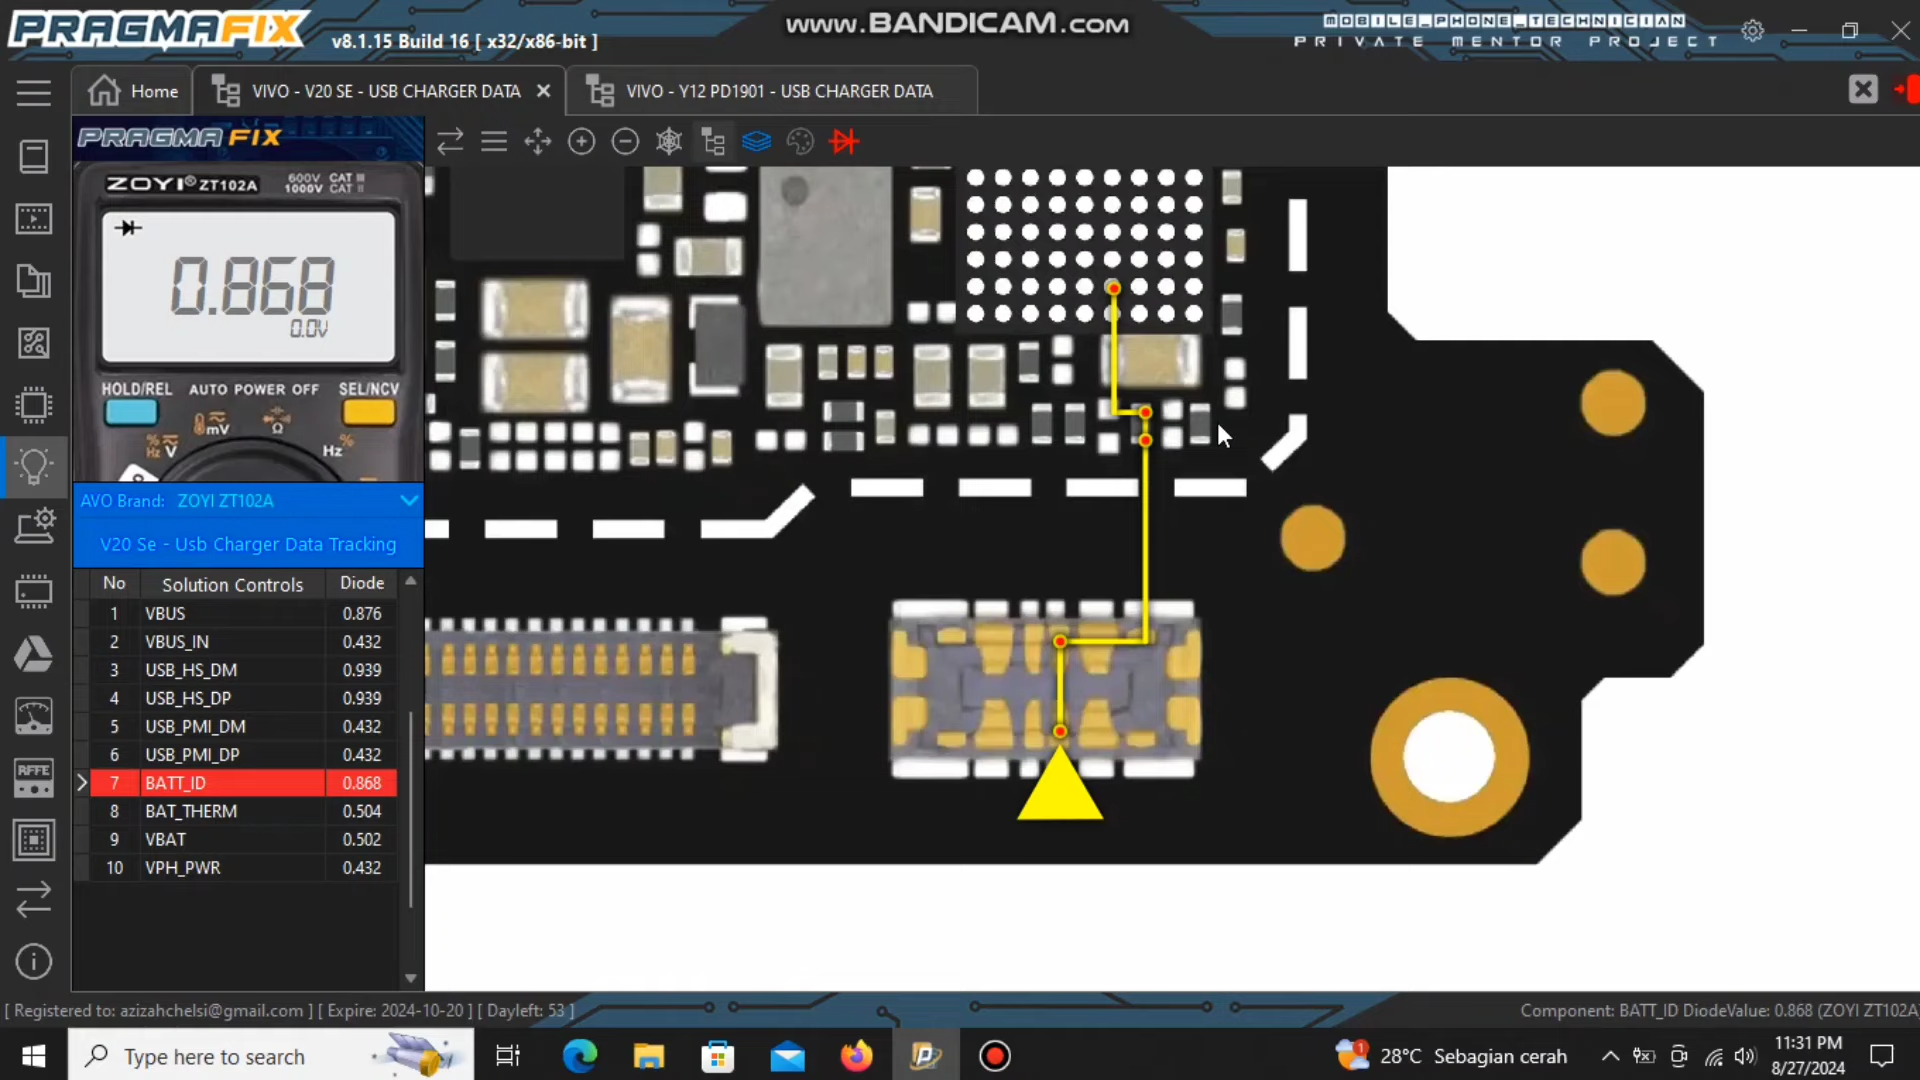 PRAGMAFIX
v8.1.15 Build 16 [ x32/x86-bit ]
www.BANDICAM.com
MOBILE_PHONE_TECHNICIAN
PRIVATE MENTOR PROJECT
Home
VIVO - V20 SE - USB CHARGER DATA
VIVO - Y12 PD1901 - USB CHARGER DATA
PRAGMA FIX
ZOYI® ZT102A
600V CAT III
1000V CAT II
0.868
0.0V
HOLD/REL AUTO POWER OFF SEL/NCV
mV
Ω
Hz%
%
Hz V
AVO Brand: ZOYI ZT102A
V20 Se - Usb Charger Data Tracking
No Solution Controls Diode
1 VBUS 0.876
2 VBUS_IN 0.432
3 USB_HS_DM 0.939
4 USB_HS_DP 0.939
5 USB_PMI_DM 0.432
6 USB_PMI_DP 0.432
7 BATT_ID 0.868
8 BAT_THERM 0.504
9 VBAT 0.502
10 VPH_PWR 0.432
RFFE
[ Registered to: azizahchelsi@gmail.com ] [ Expire: 2024-10-20 ] [ Dayleft: 53 ]
Component: BATT_ID DiodeValue: 0.868 (ZOYI ZT102A
Type here to search
1
28°C Sebagian cerah
11:31 PM
8/27/2024